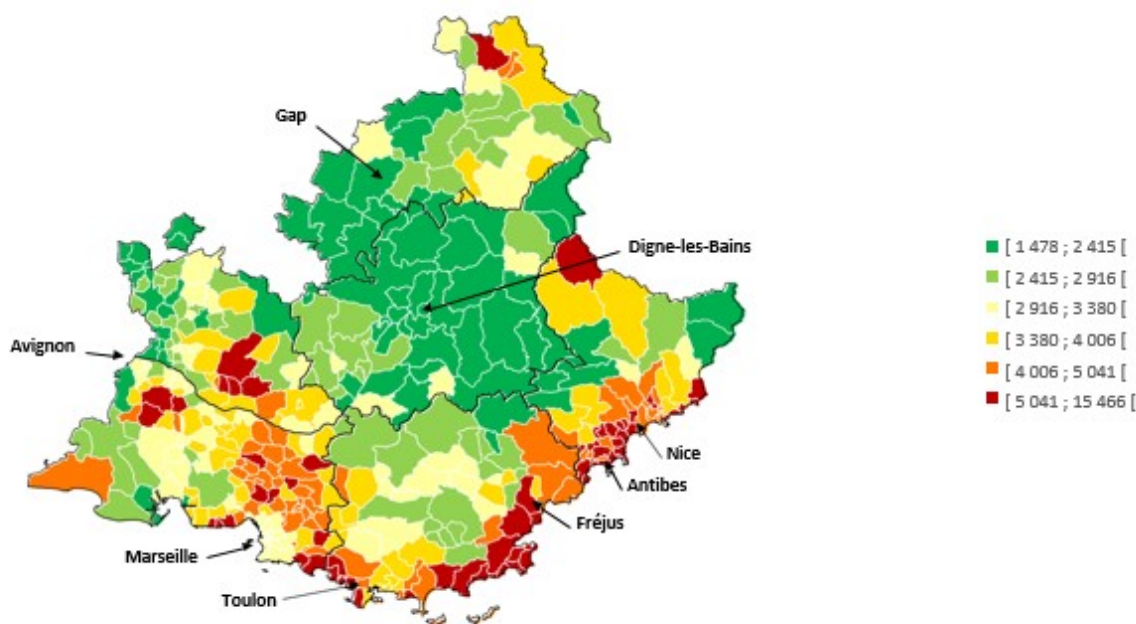 Gap
Digne-les-Bains
[ 1 478 ; 2 415 [
[ 2 415 ; 2 916 [
[ 2 916 ; 3 380 [
[ 3 380 ; 4 006 [
[ 4 006 ; 5 041 [
[ 5 041 ; 15 466 [
Avignon
Nice
Antibes
Fréjus
Marseille
Toulon